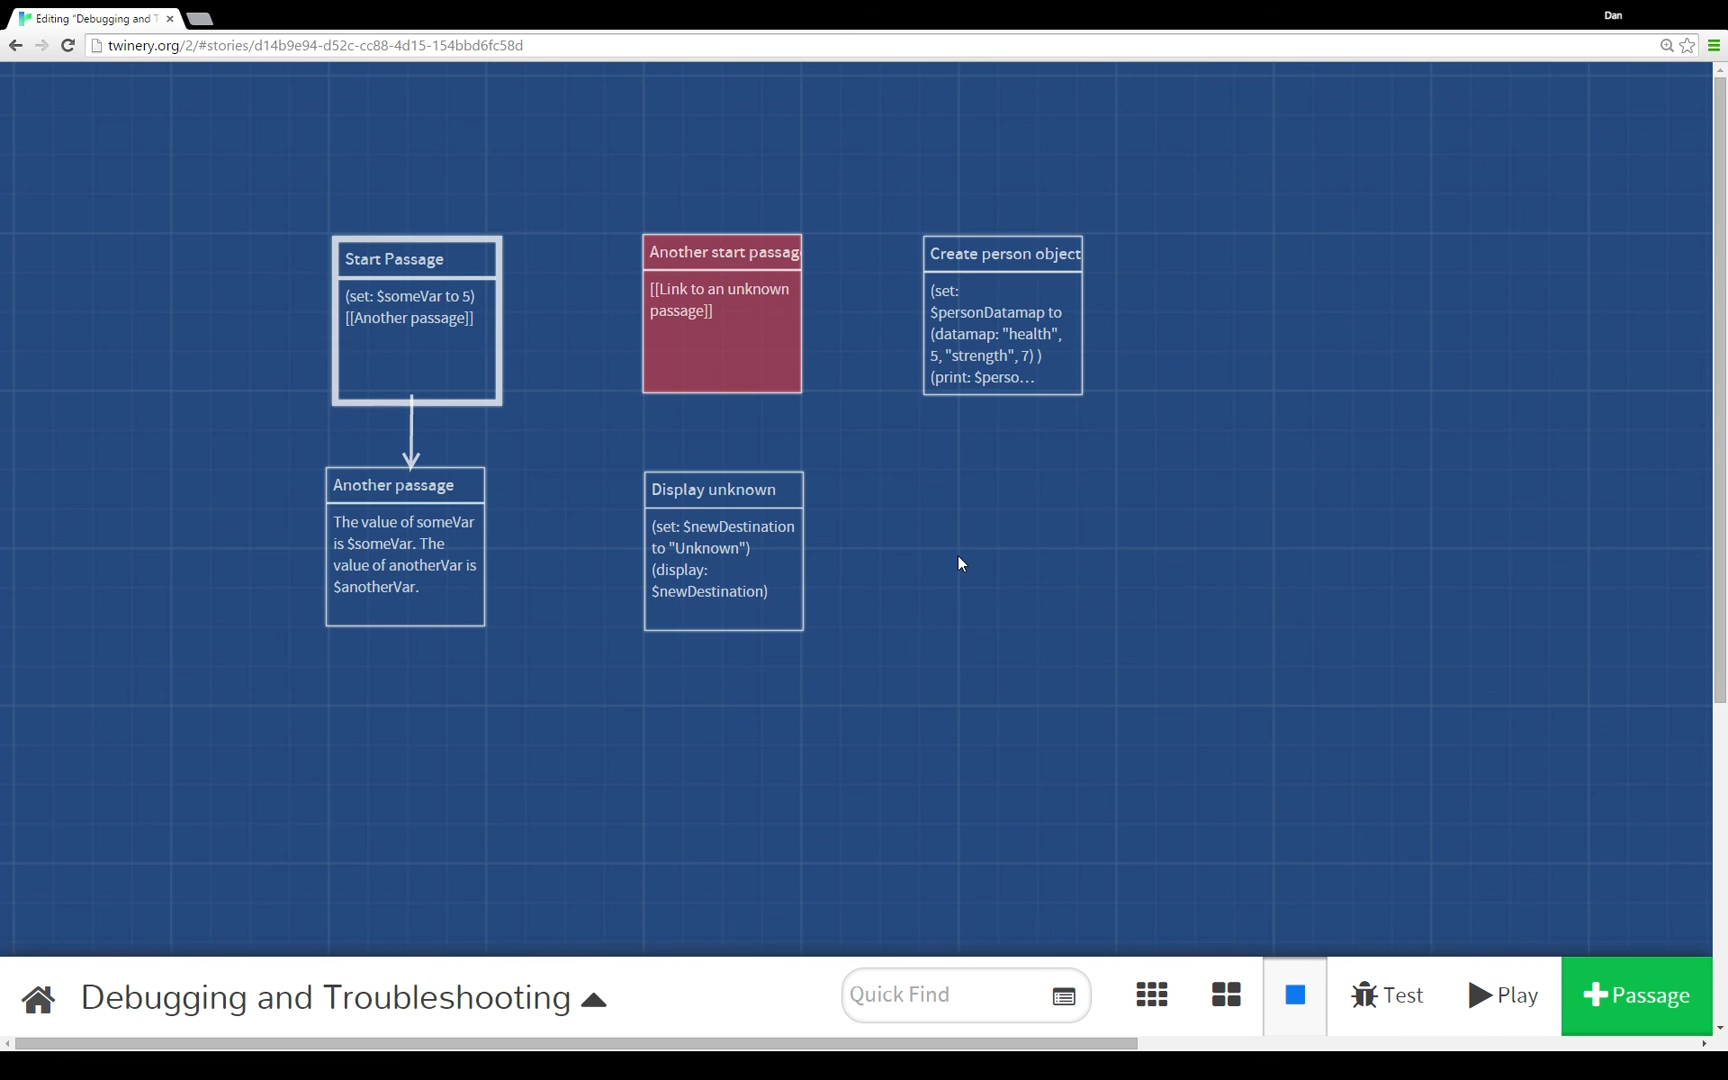 Editing "Debugging and T
Dan
twinery.org/2/#stories/d14b9e94-d52c-cc88-4d15-154bbd6fc58d
Start Passage
(set: $someVar to 5)
[[Another passage]]
Another start passag
[[Link to an unknown
passage]]
Create person object
(set:
$personDatamap to
(datamap: "health",
5, "strength", 7) )
(print: $perso...
Another passage
The value of someVar
is $someVar. The
value of anotherVar is
$anotherVar.
Display unknown
(set: $newDestination
to "Unknown")
(display:
$newDestination)
Debugging and Troubleshooting
Quick Find
Test
Play
Passage